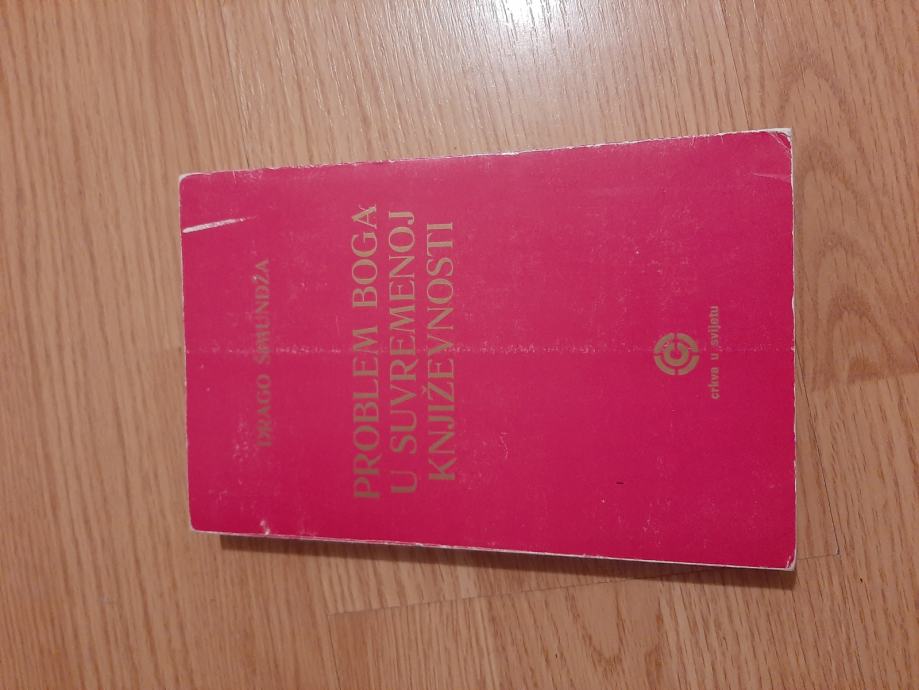 DRAGO ŠIMUNDŽA
PROBLEM BOGA
U SUVREMENOJ
KNJIŽEVNOSTI
crkva u svijetu